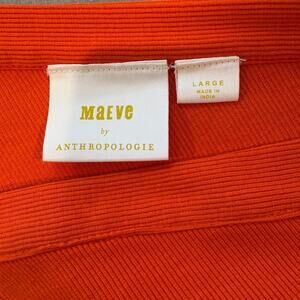 MAEVE
by
ANTHROPOLOGIE
LARGE
MADE IN
INDIA